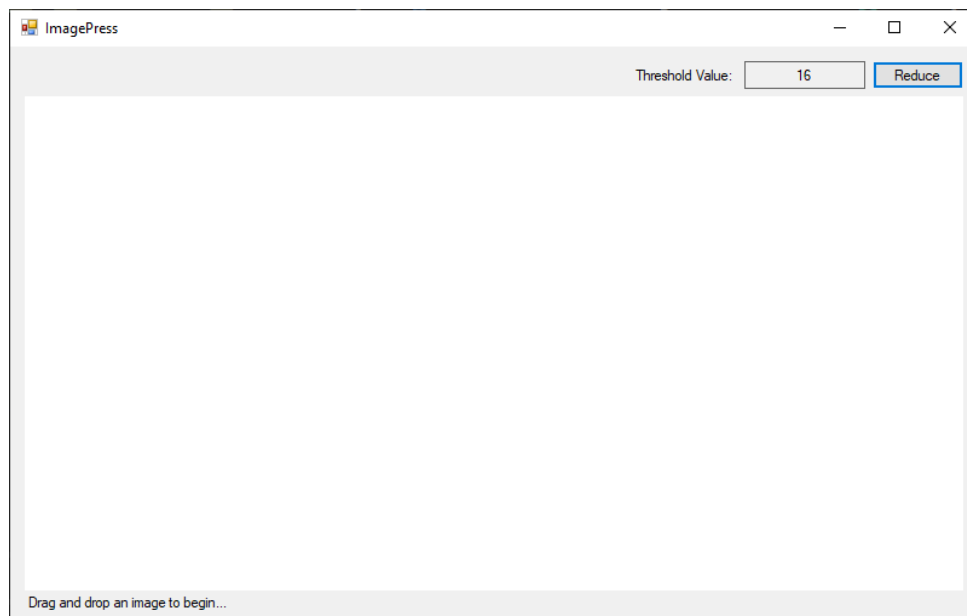 ImagePress
Threshold Value: 16 Reduce
Drag and drop an image to begin...